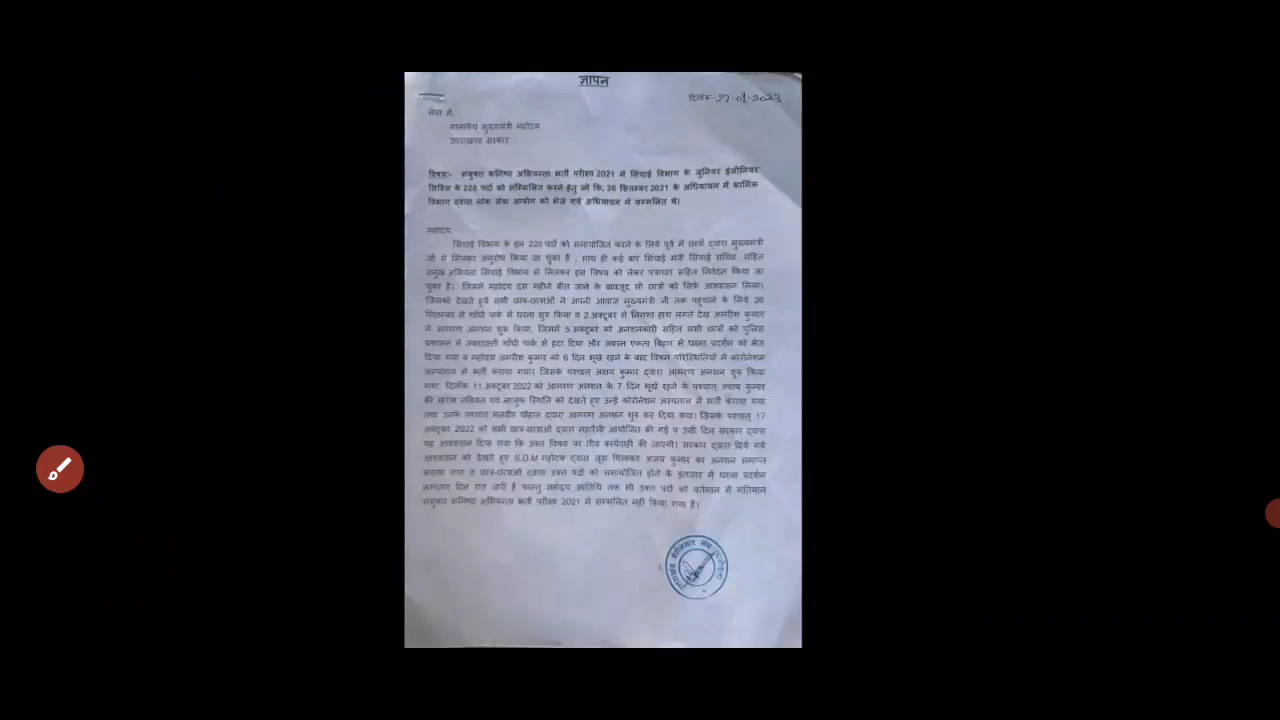 ज्ञापन
दिनांक-27-01-2023
सेवा में,
माननीय मुख्यमंत्री महोदय
उत्तराखण्ड सरकार
विषय:- संयुक्त कनिष्ठ अभियन्ता भर्ती परीक्षा 2021 में सिंचाई विभाग के जुनियर इंजीनियर
सिविल के 228 पदों को सम्मिलित करने हेतु जो कि, 20 सितम्बर 2021 के अधियाचन में कार्मिक
विभाग द्वारा लोक सेवा आयोग को भेजे गये अधियाचन में सम्मलित थे।
महोदय,
सिंचाई विभाग के इन 228 पदों को समायोजित करने के लिये पूर्व में छात्रों द्वारा मुख्यमंत्री
जी से मिलकर अनुरोध किया जा चुका है , साथ ही कई बार सिंचाई मंत्री सिंचाई सचिव, सहित
प्रमुख अभियंता सिंचाई विभाग से मिलकर इस विषय को लेकर पत्राचार सहित निवेदन किया जा
चुका है। जिसमें महोदय दस महीने बीत जाने के बावजूद भी छात्रों को सिर्फ आश्वासन मिला।
जिसको देखते हुये सभी छात्र-छात्राओं ने अपनी आवाज मुख्यमंत्री जी तक पहुंचाने के लिये 26
सितम्बर से गाँधी पार्क में धरना शुरु किया व 2 अक्टूबर से निराशा हाथ लगते देख अमरीश कुमार
ने आमरण अनशन शुरु किया, जिसमें 5 अक्टूबर को अनशनकारी सहित सभी छात्रों को पुलिस
प्रशासन ने जबरदस्ती गाँधी पार्क से हटा दिया और जबरन एकता बिहार में धरना प्रदर्शन को भेज
दिया गया व महोदय अमरीश कुमार को 6 दिन भूखे रहने के बाद विषम परिस्थितियों में कोरोनेशन
अस्पताल में भर्ती कराया गया। जिसके पश्चात् अक्षय कुमार द्वारा आमरण अनशन शुरु किया
गया, दिनाँक 11 अक्टूबर 2022 को आमरण अनशन के 7 दिन भूखे रहने के पश्चात् अक्षय कुमार
की खराब तबियत एवं नाजुक स्थिति को देखते हुए उन्हें कोरोनेशन अस्पताल में भर्ती कराया गया
तथा उनके पश्चात् मनवीर चौहान द्वारा आमरण अनशन शुरु कर दिया गया। जिसके पश्चात् 17
अक्टूबर 2022 को सभी छात्र-छात्राओं द्वारा महारैली आयोजित की गई व उसी दिन सरकार द्वारा
यह आश्वासन दिया गया कि उक्त विषय पर तीव्र कार्यवाही की जाएगी। सरकार द्वारा दिये गये
आश्वासन को देखते हुए S.D.M महोदय द्वारा जूस पिलाकर अजय कुमार का अनशन समाप्त
कराया गया व छात्र-छात्राओं द्वारा उक्त पदों को समायोजित होने के इंतजार में धरना प्रदर्शन
लगातार दिन रात जारी है परन्तु महोदय आतिथि तक भी उक्त पदों को वर्तमान में गतिमान
संयुक्त कनिष्ठ अभियन्ता भर्ती परीक्षा 2021 में सम्मलित नहीं किया गया है।
उत्तराखंड बेरोजगार संघ